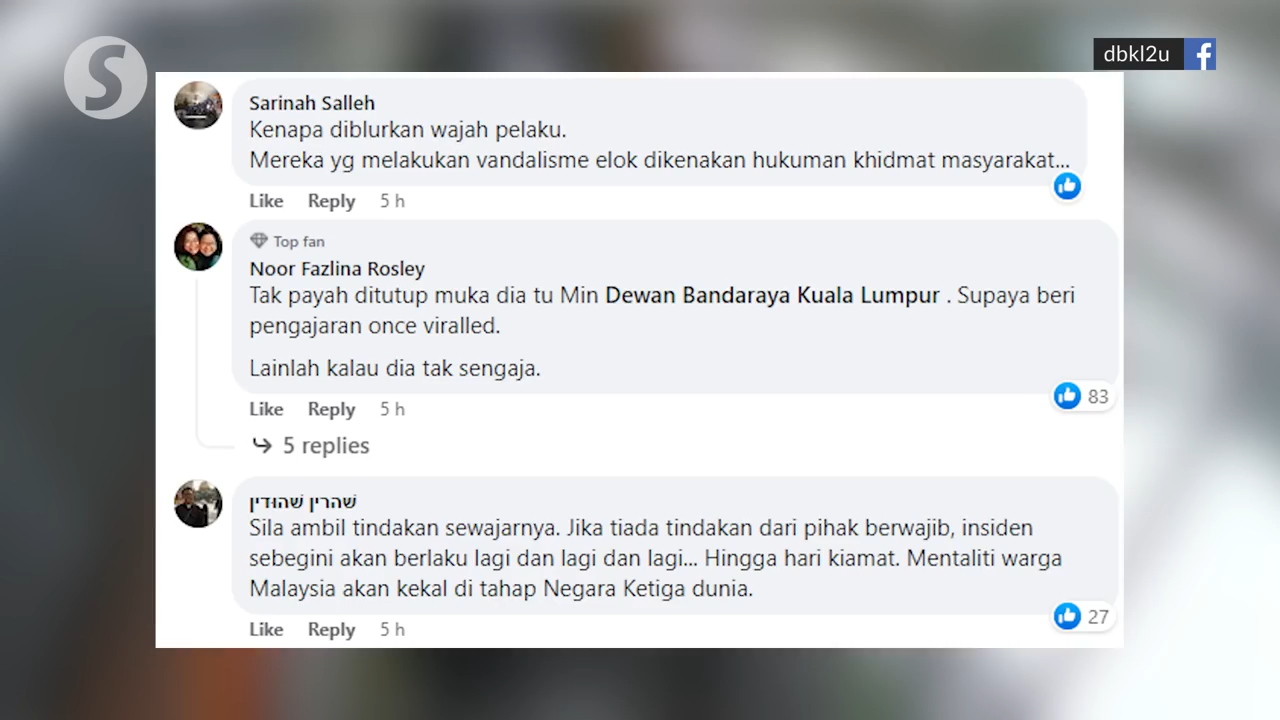 S
dbkl2u f
Sarinah Salleh
Kenapa diblurkan wajah pelaku.
Mereka yg melakukan vandalisme elok dikenakan hukuman khidmat masyarakat...
Like Reply 5 h
Top fan
Noor Fazlina Rosley
Tak payah ditutup muka dia tu Min Dewan Bandaraya Kuala Lumpur . Supaya beri
pengajaran once viralled.
Lainlah kalau dia tak sengaja.
83
Like Reply 5 h
5 replies
שהרין שהודין
Sila ambil tindakan sewajarnya. Jika tiada tindakan dari pihak berwajib, insiden
sebegini akan berlaku lagi dan lagi dan lagi... Hingga hari kiamat. Mentaliti warga
Malaysia akan kekal di tahap Negara Ketiga dunia.
27
Like Reply 5 h